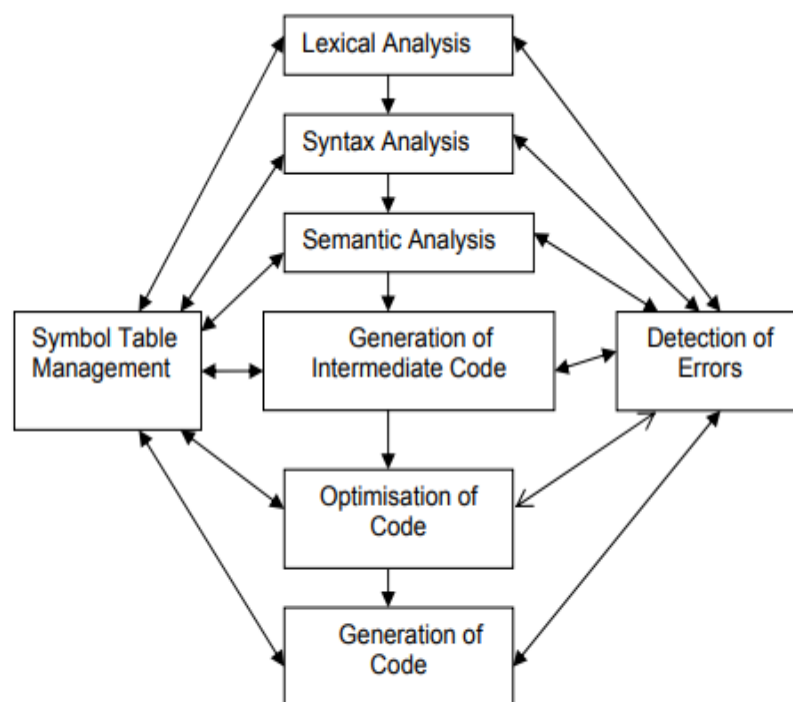 Lexical Analysis
Syntax Analysis
Semantic Analysis
Symbol Table
Management
Generation of
Intermediate Code
Detection of
Errors
Optimisation of
Code
Generation of
Code